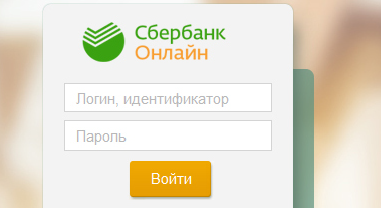 Сбербанк
Онлайн
Логин, идентификатор
Пароль
Войти